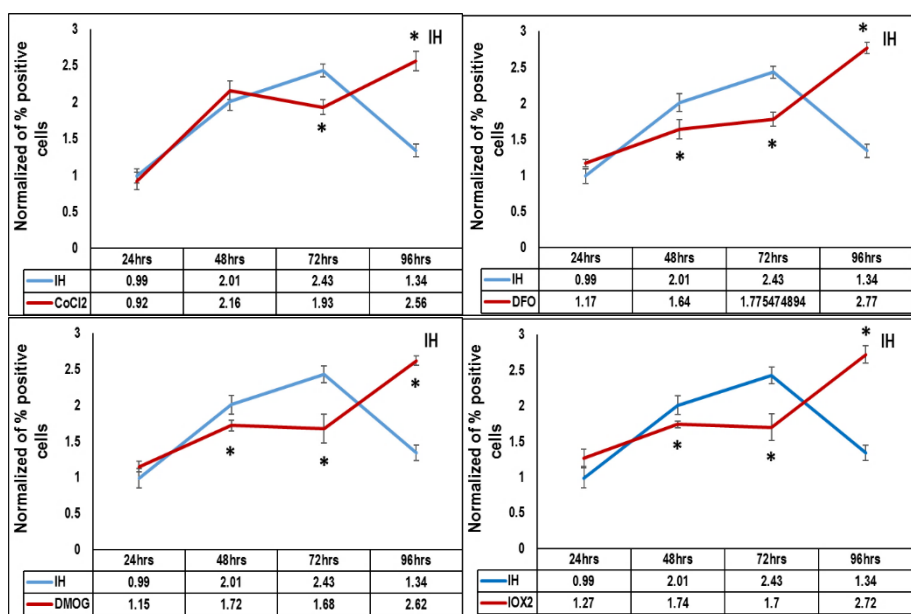 Normalized of % positive
cells
3
2.5
2
1.5
1
0.5
0
* IH
*
24hrs 48hrs 72hrs 96hrs
IH 0.99 2.01 2.43 1.34
CoCl2 0.92 2.16 1.93 2.56
Normalized of % positive
cells
3
2.5
2
1.5
1
0.5
0
* IH
* *
24hrs 48hrs 72hrs 96hrs
IH 0.99 2.01 2.43 1.34
DFO 1.17 1.64 1.775474894 2.77
Normalized of % positive
cells
3
2.5
2
1.5
1
0.5
0
IH
* * *
24hrs 48hrs 72hrs 96hrs
IH 0.99 2.01 2.43 1.34
DMOG 1.15 1.72 1.68 2.62
Normalized of % positive
cells
3
2.5
2
1.5
1
0.5
0
* IH
* *
24hrs 48hrs 72hrs 96hrs
IH 0.99 2.01 2.43 1.34
IOX2 1.27 1.74 1.7 2.72